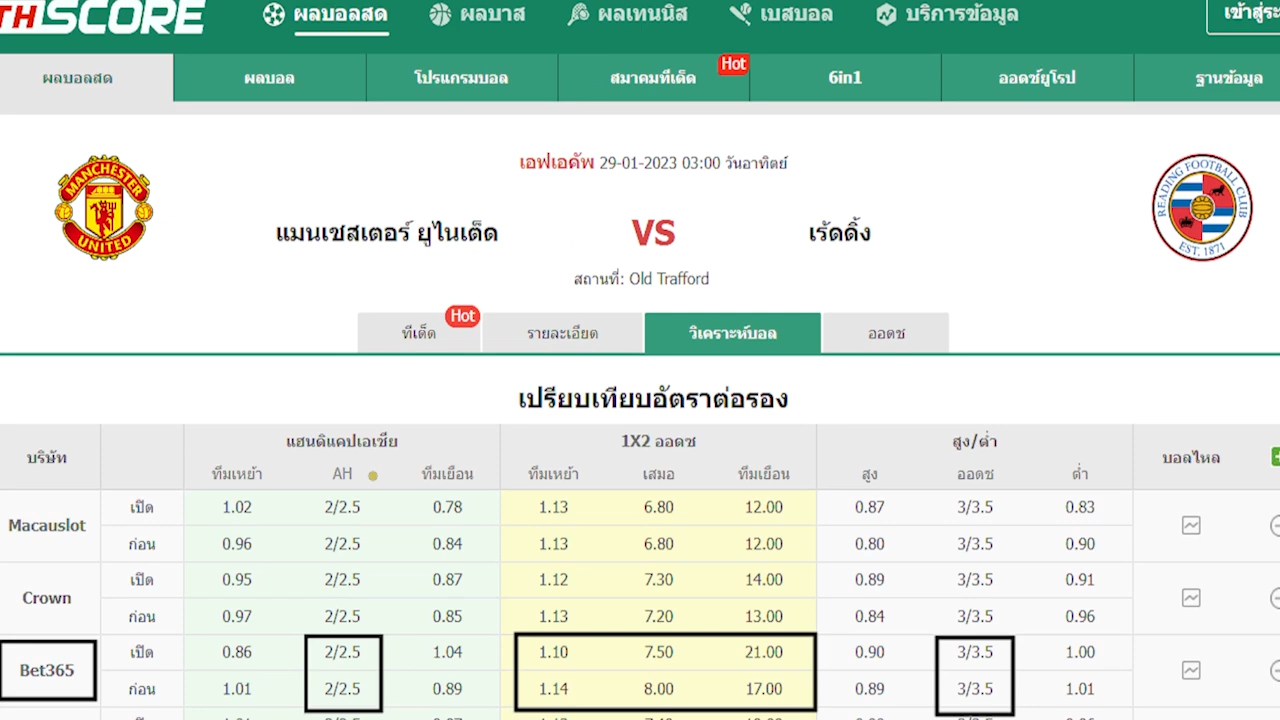 THSCORE ผลบอลสด ผลบาส ผลเทนนิส เบสบอล บริการข้อมูล เข้าสู่ระ
ผลบอลสด ผลบอล โปรแกรมบอล สมาคมทีเด็ด Hot 6in1 ออดซ์ยุโรป ฐานข้อมูล
MANCHESTER UNITED
READING FOOTBALL CLUB EST. 1871
เอฟเอคัพ 29-01-2023 03:00 วันอาทิตย์
แมนเชสเตอร์ ยูไนเต็ด VS เร้ดดิ้ง
สถานที่: Old Trafford
ทีเด็ด Hot รายละเอียด วิเคราะห์บอล ออดซ
เปรียบเทียบอัตราต่อรอง
บริษัท แฮนดิแคปเอเชีย 1X2 ออดซ สูง/ต่ำ บอลไหล
ทีมเหย้า AH ทีมเยือน ทีมเหย้า เสมอ ทีมเยือน สูง ออดซ ต่ำ
Macauslot เปิด 1.02 2/2.5 0.78 1.13 6.80 12.00 0.87 3/3.5 0.83
ก่อน 0.96 2/2.5 0.84 1.13 6.80 12.00 0.80 3/3.5 0.90
Crown เปิด 0.95 2/2.5 0.87 1.12 7.30 14.00 0.89 3/3.5 0.91
ก่อน 0.97 2/2.5 0.85 1.13 7.20 13.00 0.84 3/3.5 0.96
Bet365 เปิด 0.86 2/2.5 1.04 1.10 7.50 21.00 0.90 3/3.5 1.00
ก่อน 1.01 2/2.5 0.89 1.14 8.00 17.00 0.89 3/3.5 1.01